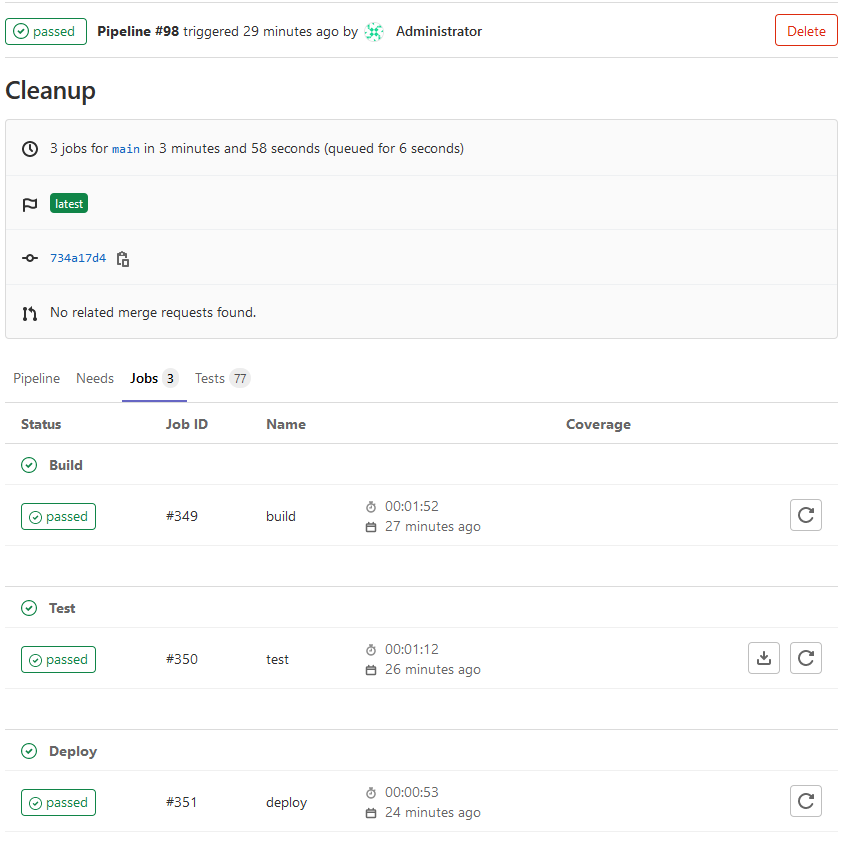 passed Pipeline #98 triggered 29 minutes ago by Administrator Delete
Cleanup
3 jobs for main in 3 minutes and 58 seconds (queued for 6 seconds)
latest
734a17d4
No related merge requests found.
Pipeline Needs Jobs 3 Tests 77
Status Job ID Name Coverage
Build
passed #349 build 00:01:52
27 minutes ago
Test
passed #350 test 00:01:12
26 minutes ago
Deploy
passed #351 deploy 00:00:53
24 minutes ago